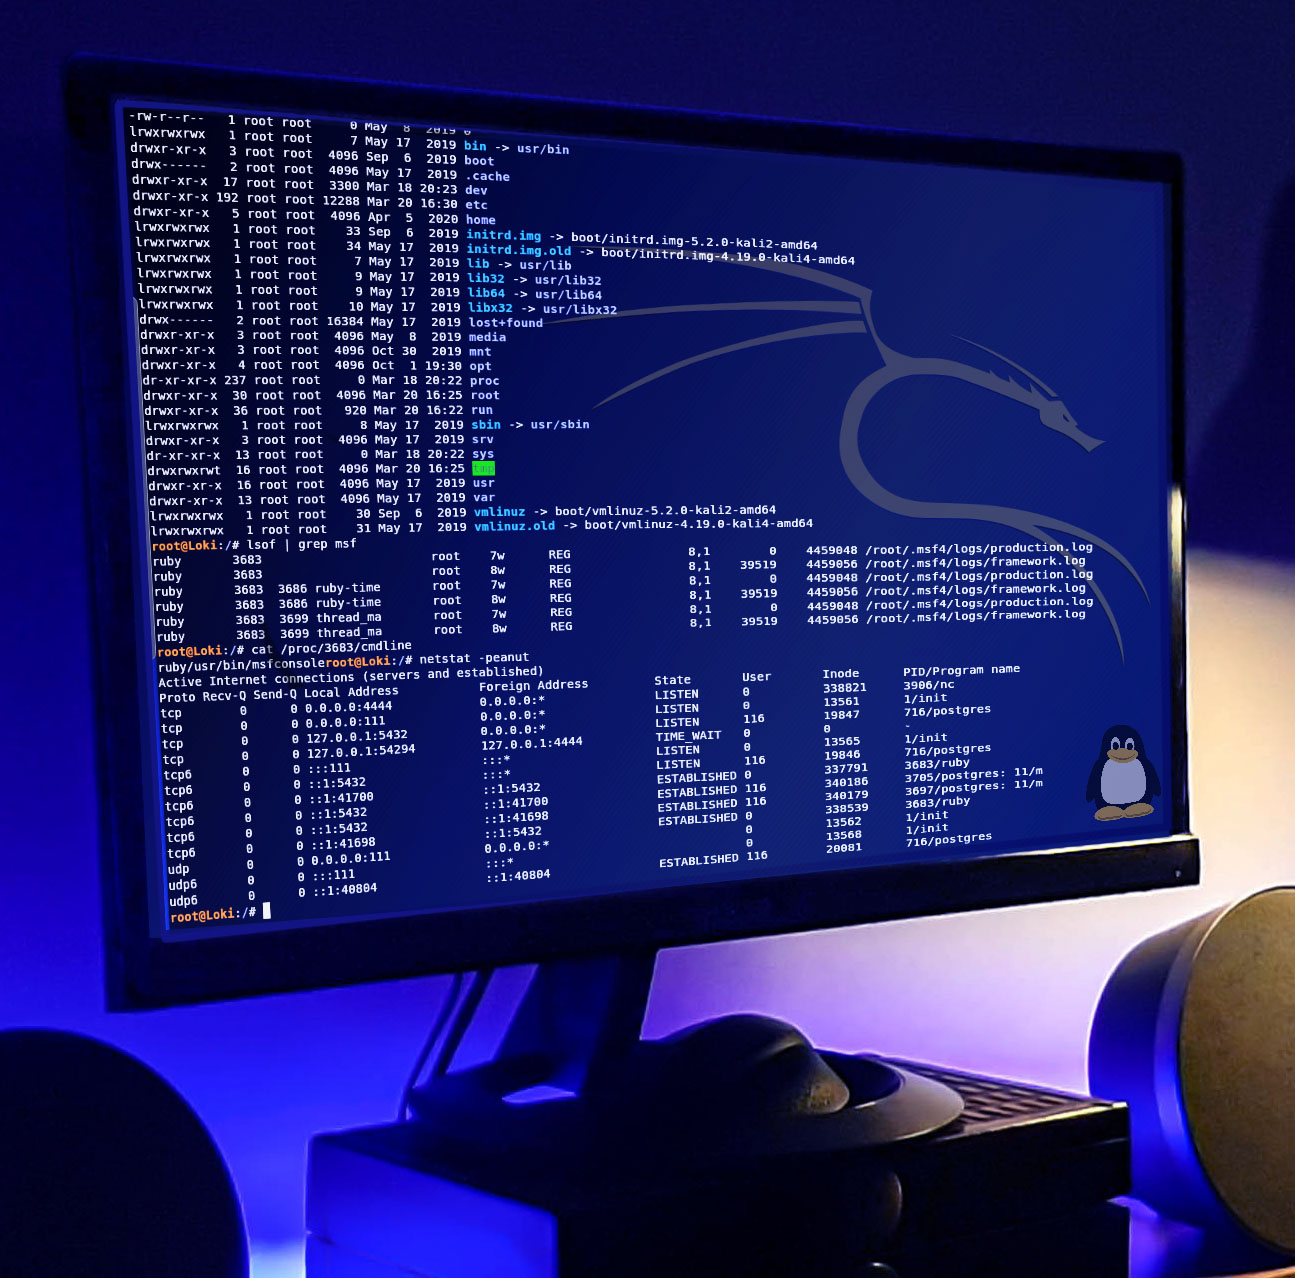 -rw-r--r-- 1 root root 0 May 8 2019 0
lrwxrwxrwx 1 root root 7 May 17 2019 bin -> usr/bin
drwxr-xr-x 3 root root 4096 Sep 6 2019 boot
drwx------ 2 root root 4096 May 17 2019 .cache
drwxr-xr-x 17 root root 3300 Mar 18 20:23 dev
drwxr-xr-x 192 root root 12288 Mar 20 16:30 etc
drwxr-xr-x 5 root root 4096 Apr 5 2020 home
lrwxrwxrwx 1 root root 33 Sep 6 2019 initrd.img -> boot/initrd.img-5.2.0-kali2-amd64
lrwxrwxrwx 1 root root 34 May 17 2019 initrd.img.old -> boot/initrd.img-4.19.0-kali4-amd64
lrwxrwxrwx 1 root root 7 May 17 2019 lib -> usr/lib
lrwxrwxrwx 1 root root 9 May 17 2019 lib32 -> usr/lib32
lrwxrwxrwx 1 root root 9 May 17 2019 lib64 -> usr/lib64
lrwxrwxrwx 1 root root 10 May 17 2019 libx32 -> usr/libx32
drwx------ 2 root root 16384 May 17 2019 lost+found
drwxr-xr-x 3 root root 4096 May 8 2019 media
drwxr-xr-x 3 root root 4096 Oct 30 2019 mnt
drwxr-xr-x 4 root root 4096 Oct 1 19:30 opt
dr-xr-xr-x 237 root root 0 Mar 18 20:22 proc
drwxr-xr-x 30 root root 4096 Mar 20 16:25 root
drwxr-xr-x 36 root root 920 Mar 20 16:22 run
lrwxrwxrwx 1 root root 8 May 17 2019 sbin -> usr/sbin
drwxr-xr-x 3 root root 4096 May 17 2019 srv
dr-xr-xr-x 13 root root 0 Mar 18 20:22 sys
drwxrwxrwt 16 root root 4096 Mar 20 16:25 tmp
drwxr-xr-x 16 root root 4096 May 17 2019 usr
drwxr-xr-x 13 root root 4096 May 17 2019 var
lrwxrwxrwx 1 root root 30 Sep 6 2019 vmlinuz -> boot/vmlinuz-5.2.0-kali2-amd64
lrwxrwxrwx 1 root root 31 May 17 2019 vmlinuz.old -> boot/vmlinuz-4.19.0-kali4-amd64
root@Loki:/# lsof | grep msf
ruby 3683 root 7w REG 8,1 0 4459048 /root/.msf4/logs/production.log
ruby 3683 root 8w REG 8,1 39519 4459056 /root/.msf4/logs/framework.log
ruby 3683 3686 ruby-time root 7w REG 8,1 0 4459048 /root/.msf4/logs/production.log
ruby 3683 3686 ruby-time root 8w REG 8,1 39519 4459056 /root/.msf4/logs/framework.log
ruby 3683 3699 thread_ma root 7w REG 8,1 0 4459048 /root/.msf4/logs/production.log
ruby 3683 3699 thread_ma root 8w REG 8,1 39519 4459056 /root/.msf4/logs/framework.log
root@Loki:/# cat /proc/3683/cmdline
ruby/usr/bin/msfconsoleroot@Loki:/# netstat -peanut
Active Internet connections (servers and established)
Proto Recv-Q Send-Q Local Address Foreign Address State User Inode PID/Program name
tcp 0 0 0.0.0.0:4444 0.0.0.0:* LISTEN 0 338821 3906/nc
tcp 0 0 0.0.0.0:111 0.0.0.0:* LISTEN 0 13561 1/init
tcp 0 0 127.0.0.1:5432 0.0.0.0:* LISTEN 116 19847 716/postgres
tcp 0 0 127.0.0.1:54294 127.0.0.1:4444 TIME_WAIT 0 0 -
tcp6 0 0 :::111 :::* LISTEN 0 13565 1/init
tcp6 0 0 ::1:5432 :::* LISTEN 116 19846 716/postgres
tcp6 0 0 ::1:41700 ::1:5432 ESTABLISHED 0 337791 3683/ruby
tcp6 0 0 ::1:5432 ::1:41700 ESTABLISHED 116 340186 3705/postgres: 11/m
tcp6 0 0 ::1:5432 ::1:41698 ESTABLISHED 116 340179 3697/postgres: 11/m
tcp6 0 0 ::1:41698 ::1:5432 ESTABLISHED 0 338539 3683/ruby
udp 0 0 0.0.0.0:111 0.0.0.0:* 0 13562 1/init
udp6 0 0 :::111 :::* 0 13568 1/init
udp6 0 0 ::1:40804 ::1:40804 ESTABLISHED 116 20081 716/postgres
root@Loki:/#